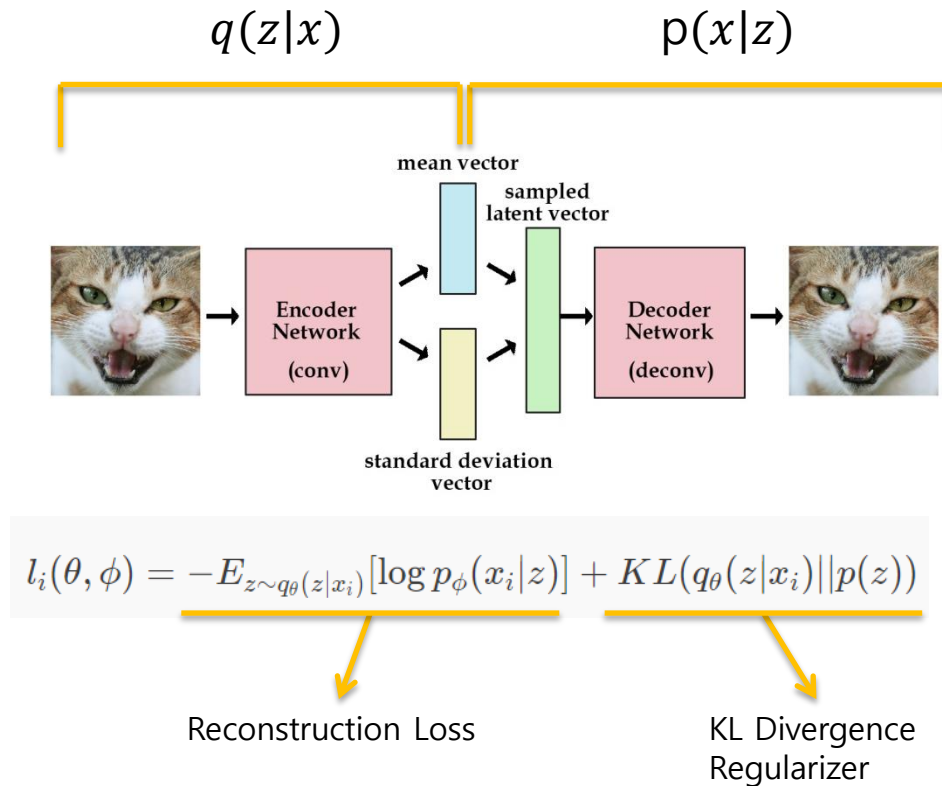 q(z|x)
p(x|z)
mean vector
sampled
latent vector
Encoder
Network
(conv)
Decoder
Network
(deconv)
standard deviation
vector
l_i(θ, ϕ) = −E_{z∼q_θ(z|x_i)}[log p_ϕ(x_i|z)] + KL(q_θ(z|x_i)||p(z))
Reconstruction Loss
KL Divergence
Regularizer